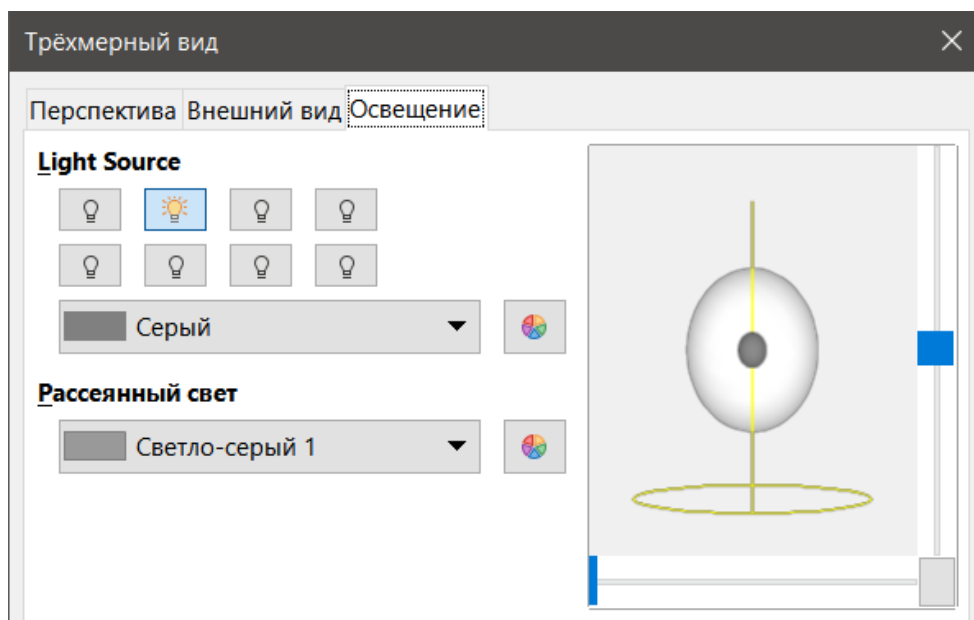 Трёхмерный вид
Перспектива Внешний вид Освещение
Light Source
Серый
Рассеянный свет
Светло-серый 1